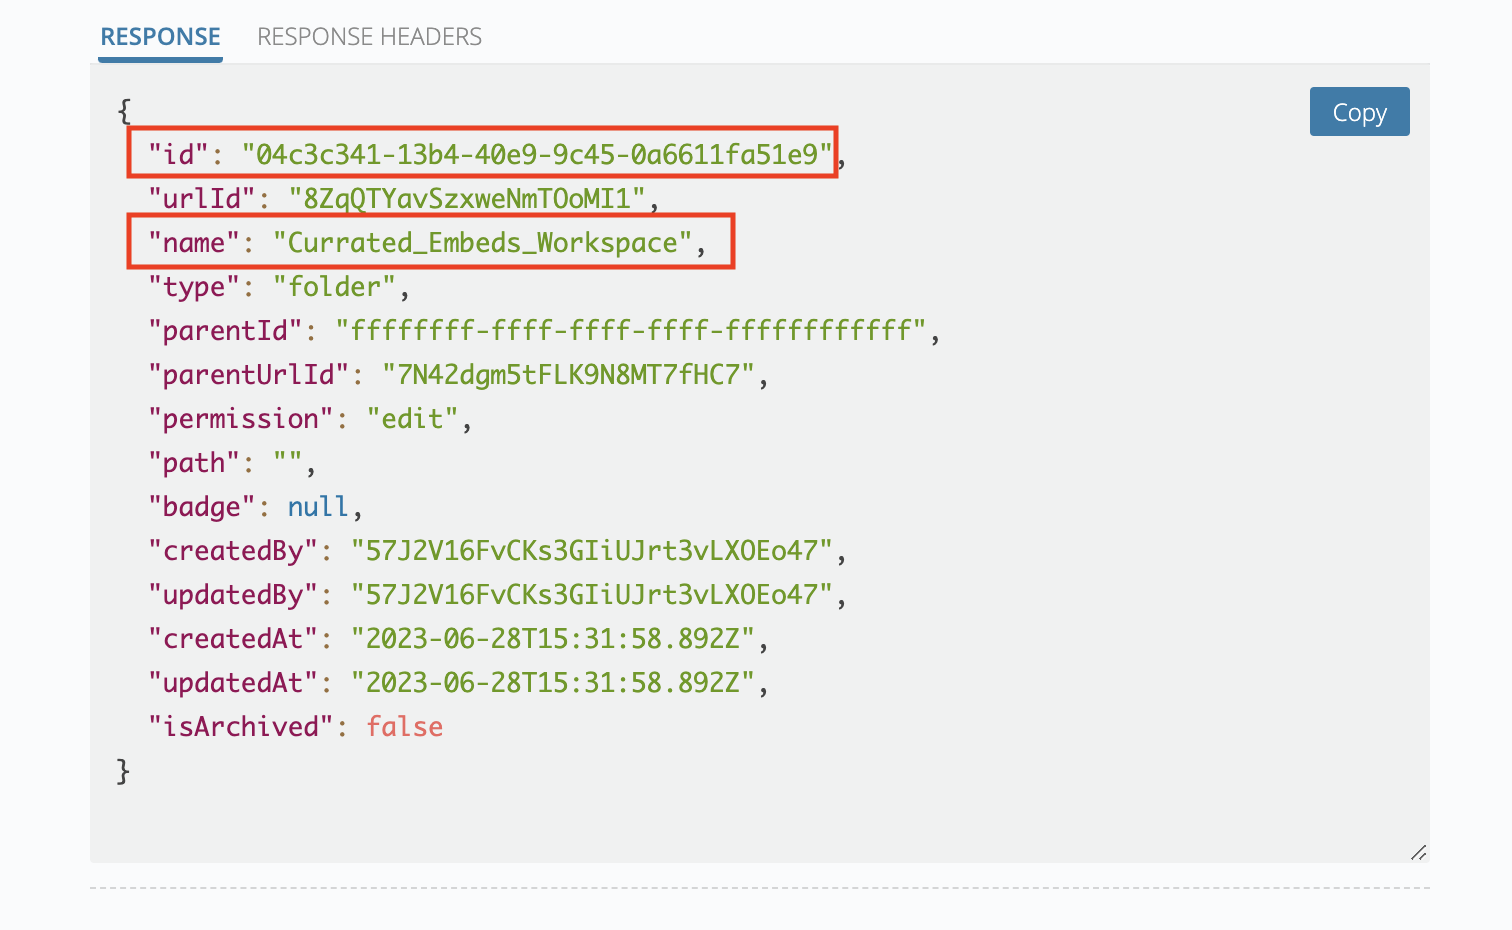 RESPONSE RESPONSE HEADERS
Copy
{
"id": "04c3c341-13b4-40e9-9c45-0a6611fa51e9",
"urlId": "8ZqQTYavSzxweNmTOoMI1",
"name": "Currated_Embeds_Workspace",
"type": "folder",
"parentId": "ffffffff-ffff-ffff-ffff-ffffffffffff",
"parentUrlId": "7N42dgm5tFLK9N8MT7fHC7",
"permission": "edit",
"path": "",
"badge": null,
"createdBy": "57J2V16FvCKs3GIiUJrt3vLXOEo47",
"updatedBy": "57J2V16FvCKs3GIiUJrt3vLXOEo47",
"createdAt": "2023-06-28T15:31:58.892Z",
"updatedAt": "2023-06-28T15:31:58.892Z",
"isArchived": false
}